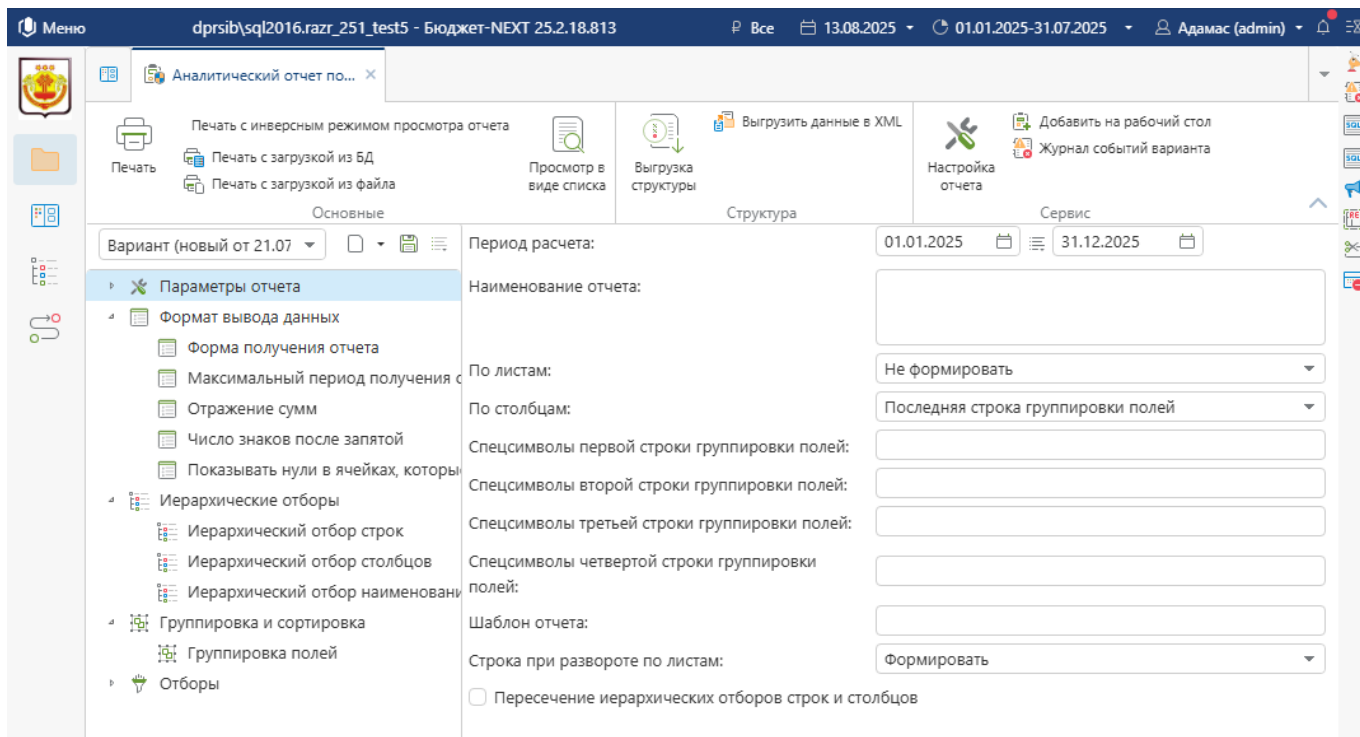 Меню dprsib\sql2016.razr_251_test5 - Бюджет-NEXT 25.2.18.813 ₽ Все 13.08.2025 01.01.2025-31.07.2025 Адамас (admin)
Аналитический отчет по... ×
Печать
Печать с инверсным режимом просмотра отчета
Печать с загрузкой из БД
Печать с загрузкой из файла
Просмотр в
виде списка
Основные
Выгрузка
структуры
Выгрузить данные в XML
Структура
Настройка
отчета
Добавить на рабочий стол
Журнал событий варианта
Сервис
Вариант (новый от 21.07
Параметры отчета
Формат вывода данных
Форма получения отчета
Максимальный период получения о
Отражение сумм
Число знаков после запятой
Показывать нули в ячейках, которы
Иерархические отборы
Иерархический отбор строк
Иерархический отбор столбцов
Иерархический отбор наименовани
Группировка и сортировка
Группировка полей
Отборы
Период расчета: 01.01.2025 31.12.2025
Наименование отчета:
По листам: Не формировать
По столбцам: Последняя строка группировки полей
Спецсимволы первой строки группировки полей:
Спецсимволы второй строки группировки полей:
Спецсимволы третьей строки группировки полей:
Спецсимволы четвертой строки группировки
полей:
Шаблон отчета:
Строка при развороте по листам: Формировать
Пересечение иерархических отборов строк и столбцов